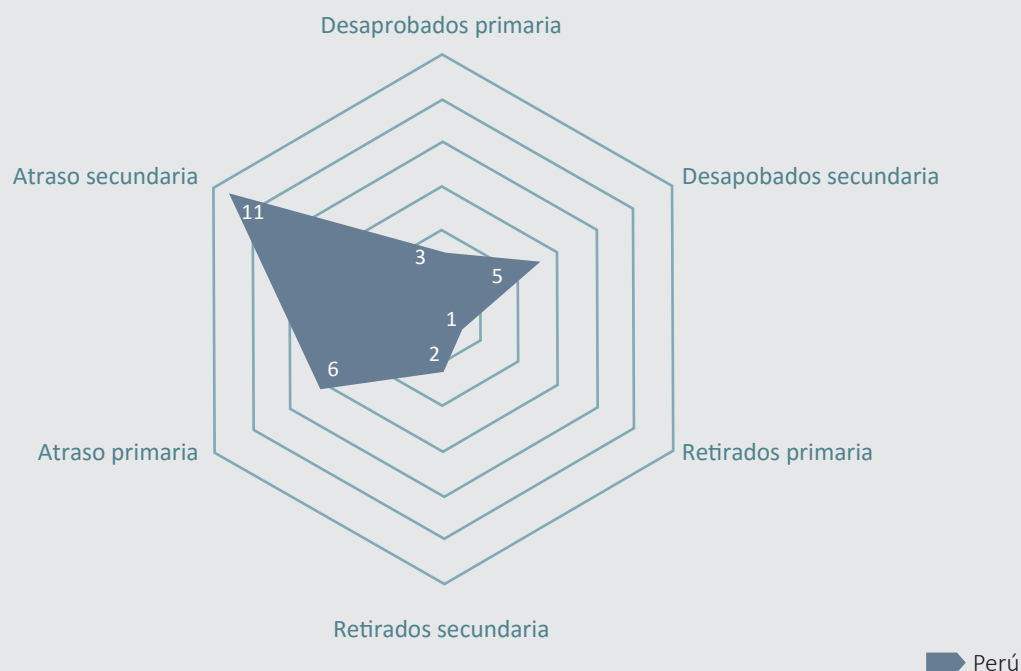 Desaprobados primaria
Atraso secundaria
Desapobados secundaria
11
3
5
1
2
6
Atraso primaria
Retirados primaria
Retirados secundaria
Perú